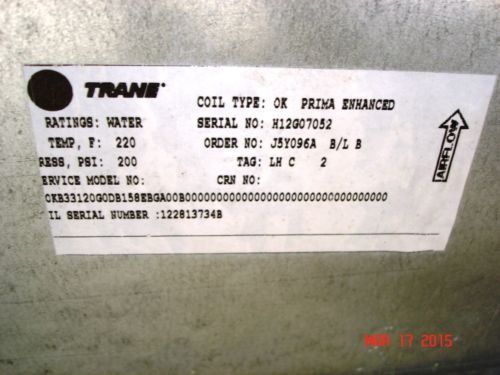 TRANE
COIL TYPE: OK PRIMA ENHANCED
RATINGS: WATER SERIAL NO: H12G07052
TEMP, F: 220 ORDER NO: J5Y096A B/L B
RESS, PSI: 200 TAG: LH C 2
ERVICE MODEL NO: CRN NO:
OKB33120G0DB158EBGA00B00000000000000000000000000000000000
IL SERIAL NUMBER :122813734B
AIRFLOW
MAR 17 2015